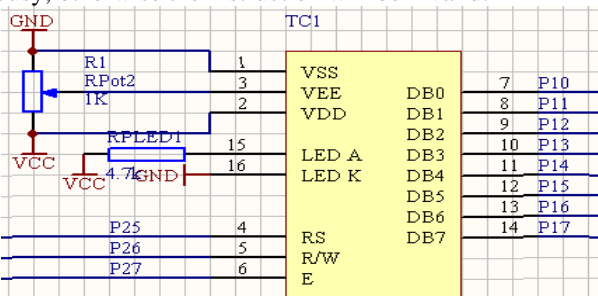 GND
TC1
R1
RPot2
1K
VCC
RPLED1
4.7k
VCC
GND
1 VSS
3 VEE
2 VDD
15 LED A
16 LED K
P25 4 RS
P26 5 R/W
P27 6 E
DB0 7 P10
DB1 8 P11
DB2 9 P12
DB3 10 P13
DB4 11 P14
DB5 12 P15
DB6 13 P16
DB7 14 P17